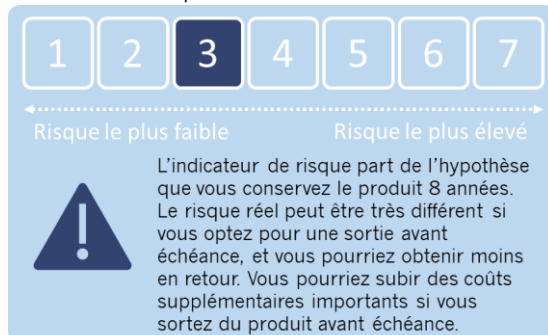 1 2 3 4 5 6 7
Risque le plus faible Risque le plus élevé
L'indicateur de risque part de l'hypothèse
que vous conservez le produit 8 années.
Le risque réel peut être très différent si
vous optez pour une sortie avant
échéance, et vous pourriez obtenir moins
en retour. Vous pourriez subir des coûts
supplémentaires importants si vous
sortez du produit avant échéance.